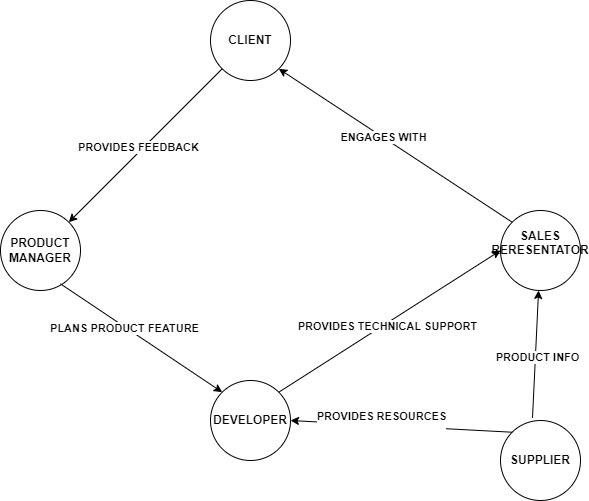 CLIENT
PROVIDES FEEDBACK
ENGAGES WITH
PRODUCT
MANAGER
SALES
RERESENTATOR
PLANS PRODUCT FEATURE
PROVIDES TECHNICAL SUPPORT
PRODUCT INFO
DEVELOPER
PROVIDES RESOURCES
SUPPLIER